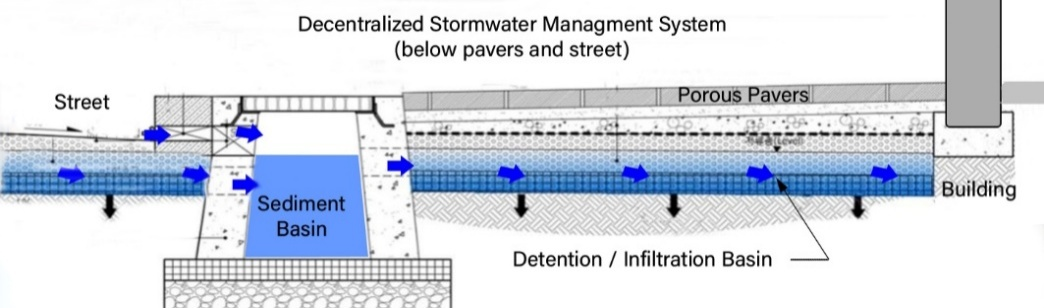 Decentralized Stormwater Managment System
(below pavers and street)
Street
Porous Pavers
Sediment
Basin
Building
Detention / Infiltration Basin